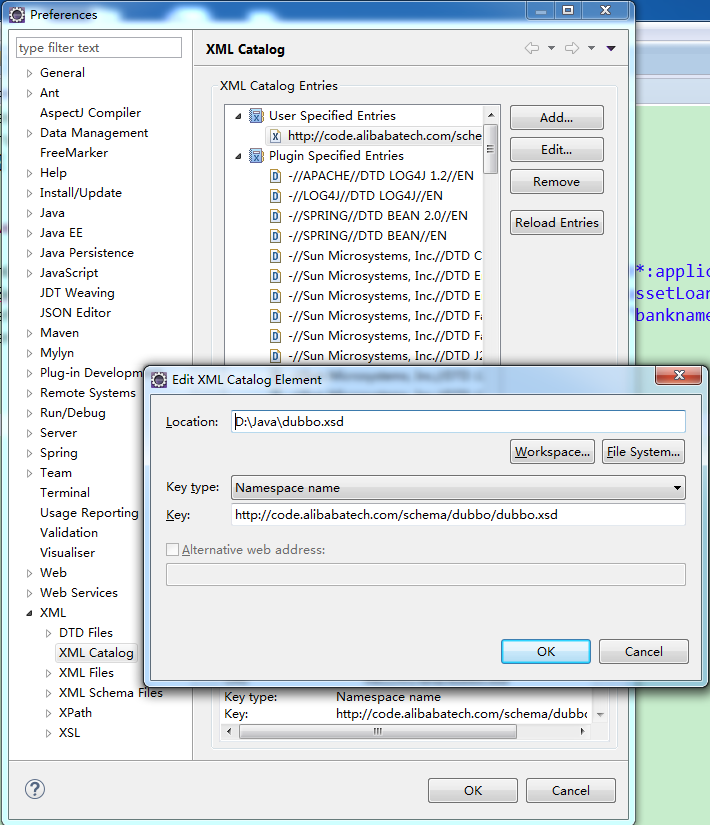 Preferences
type filter text
General
Ant
AspectJ Compiler
Data Management
FreeMarker
Help
Install/Update
Java
Java EE
Java Persistence
JavaScript
JDT Weaving
JSON Editor
Maven
Mylyn
Plug-in Developm
Remote Systems
Run/Debug
Server
Spring
Team
Terminal
Usage Reporting
Validation
Visualiser
Web
Web Services
XML
DTD Files
XML Catalog
XML Files
XML Schema Files
XPath
XSL
XML Catalog
XML Catalog Entries
User Specified Entries
http://code.alibabatech.com/sche
Plugin Specified Entries
-//APACHE//DTD LOG4J 1.2//EN
-//LOG4J//DTD LOG4J//EN
-//SPRING//DTD BEAN 2.0//EN
-//SPRING//DTD BEAN//EN
-//Sun Microsystems, Inc.//DTD C
-//Sun Microsystems, Inc.//DTD E
-//Sun Microsystems, Inc.//DTD E
-//Sun Microsystems, Inc.//DTD Fa
-//Sun Microsystems, Inc.//DTD Fa
-//Sun Microsystems, Inc.//DTD J2
Add...
Edit...
Remove
Reload Entries
*:applic
ssetLoan
bankname
Edit XML Catalog Element
Location: D:\Java\dubbo.xsd
Workspace... File System...
Key type: Namespace name
Key: http://code.alibabatech.com/schema/dubbo/dubbo.xsd
Alternative web address:
OK Cancel
Key type: Namespace name
Key: http://code.alibabatech.com/schema/dubbo
OK Cancel